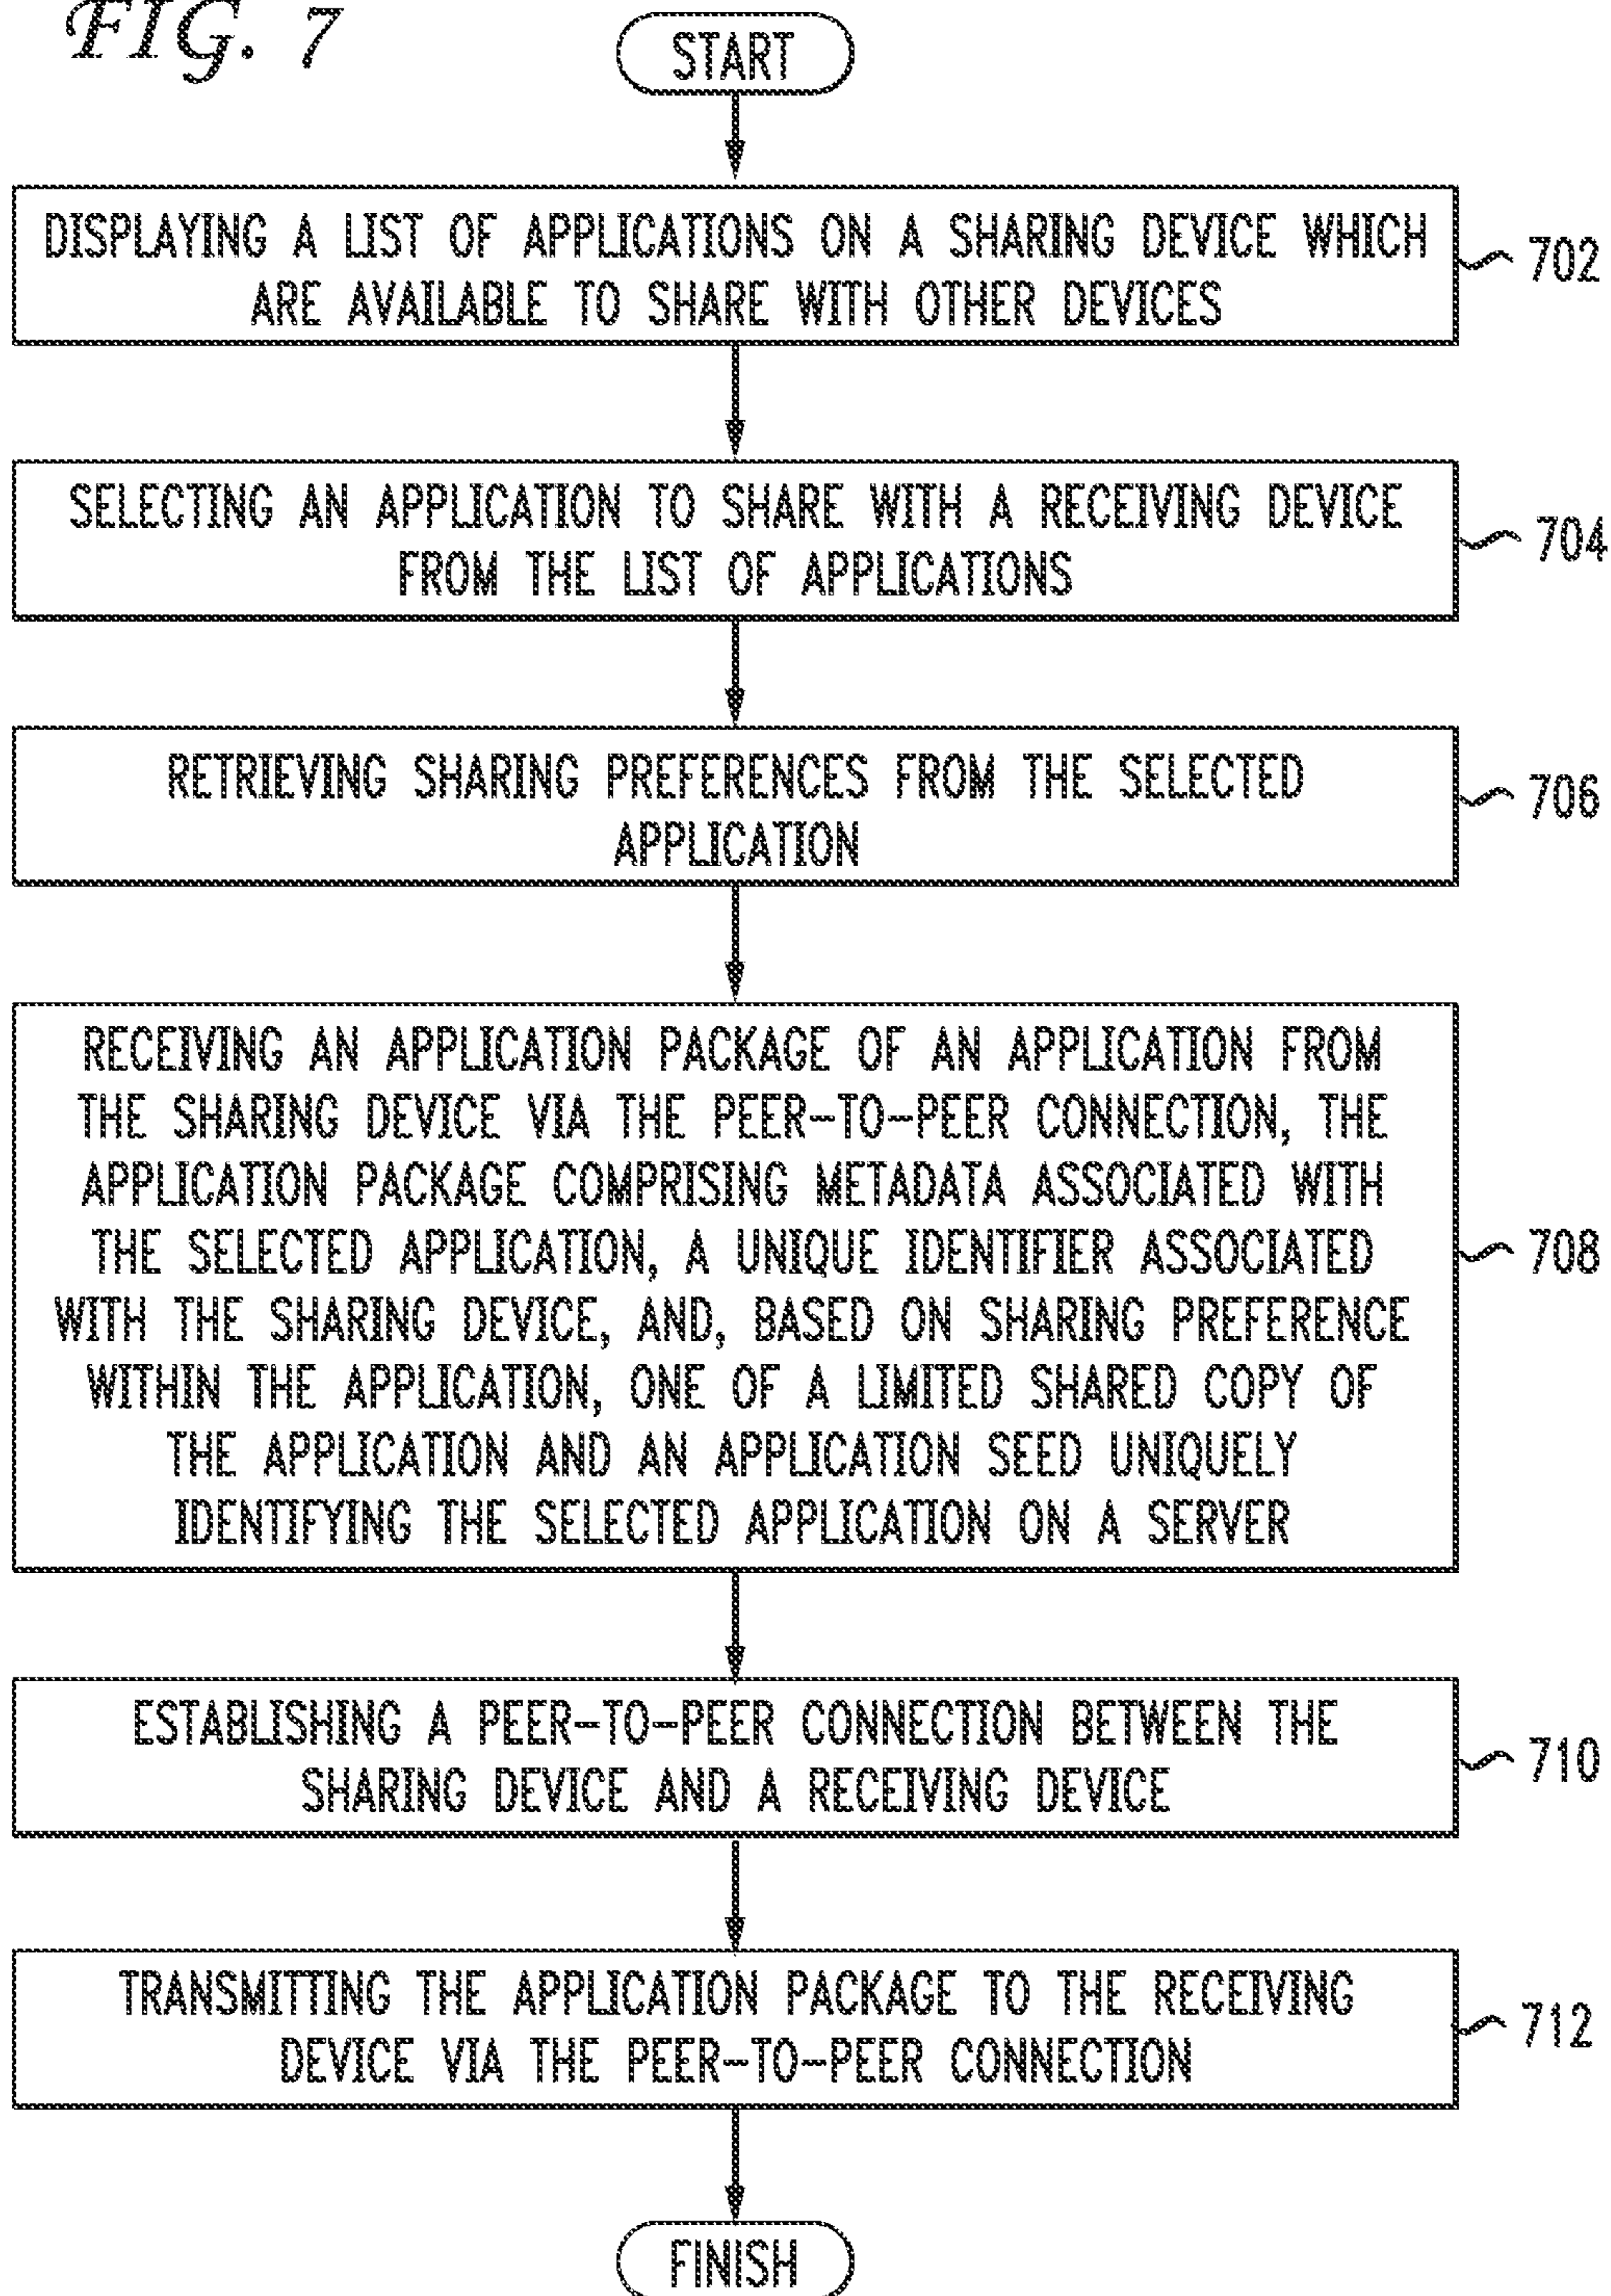 FIG. 7
START
DISPLAYING A LIST OF APPLICATIONS ON A SHARING DEVICE WHICH
ARE AVAILABLE TO SHARE WITH OTHER DEVICES
702
SELECTING AN APPLICATION TO SHARE WITH A RECEIVING DEVICE
FROM THE LIST OF APPLICATIONS
704
RETRIEVING SHARING PREFERENCES FROM THE SELECTED
APPLICATION
706
RECEIVING AN APPLICATION PACKAGE OF AN APPLICATION FROM
THE SHARING DEVICE VIA THE PEER-TO-PEER CONNECTION, THE
APPLICATION PACKAGE COMPRISING METADATA ASSOCIATED WITH
THE SELECTED APPLICATION, A UNIQUE IDENTIFIER ASSOCIATED
WITH THE SHARING DEVICE, AND, BASED ON SHARING PREFERENCE
WITHIN THE APPLICATION, ONE OF A LIMITED SHARED COPY OF
THE APPLICATION AND AN APPLICATION SEED UNIQUELY
IDENTIFYING THE SELECTED APPLICATION ON A SERVER
708
ESTABLISHING A PEER-TO-PEER CONNECTION BETWEEN THE
SHARING DEVICE AND A RECEIVING DEVICE
710
TRANSMITTING THE APPLICATION PACKAGE TO THE RECEIVING
DEVICE VIA THE PEER-TO-PEER CONNECTION
712
FINISH